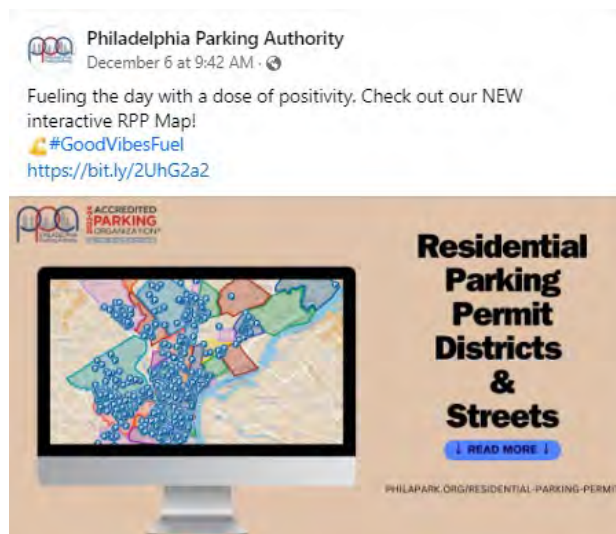 Philadelphia Parking Authority
December 6 at 9:42 AM ·
Fueling the day with a dose of positivity. Check out our NEW
interactive RPP Map!
#GoodVibesFuel
https://bit.ly/2UhG2a2
ppa
ACCREDITED
PARKING
ORGANIZATION
Residential
Parking
Permit
Districts
&
Streets
↓ READ MORE ↓
PHILAPARK.ORG/RESIDENTIAL-PARKING-PERMIT